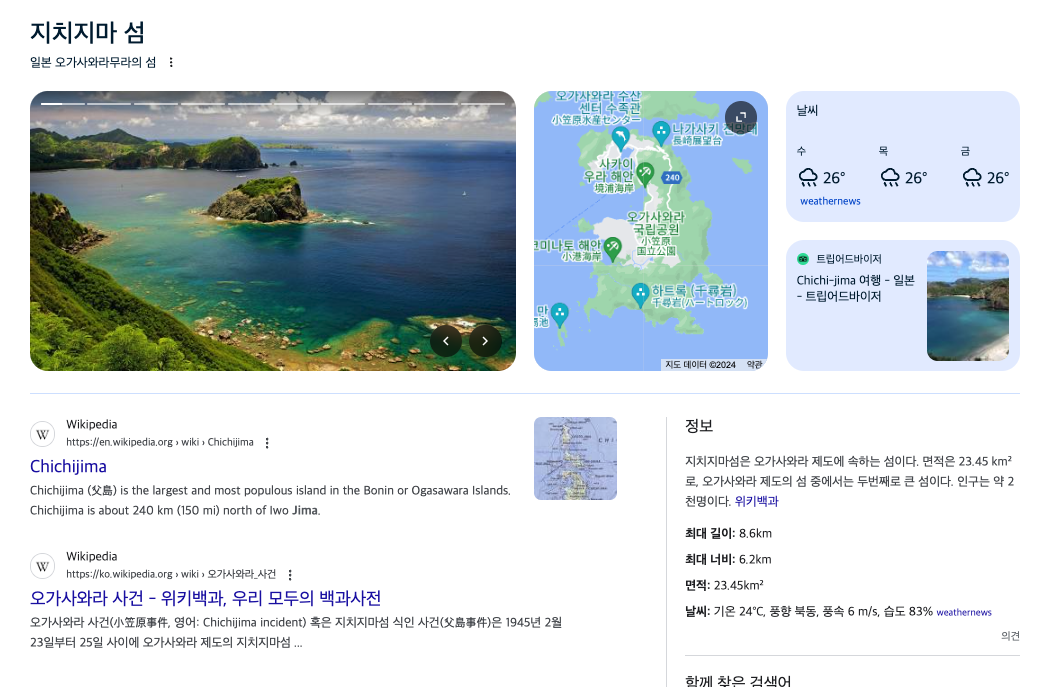 지치지마 섬
일본 오가사와라무라의 섬
오가사와라 수산
센터 수족관
小笠原水産センター
나가사키 전망대
長崎展望台
사카이
우라 해안
境浦海岸
240
오가사와라
국립공원
小笠原
国立公園
코미나토 해안
小港海岸
하트록 (千尋岩)
千尋岩(ハートロック)
마
지도 데이터 ©2024
약관
날씨
수
목
금
26°
26°
26°
weathernews
트립어드바이저
Chichi-jima 여행 - 일본
- 트립어드바이저
W
Wikipedia
https://en.wikipedia.org › wiki › Chichijima
Chichijima
Chichijima (父島) is the largest and most populous island in the Bonin or Ogasawara Islands.
Chichijima is about 240 km (150 mi) north of Iwo Jima.
W
Wikipedia
https://ko.wikipedia.org › wiki › 오가사와라_사건
오가사와라 사건 - 위키백과, 우리 모두의 백과사전
오가사와라 사건(小笠原事件, 영어: Chichijima incident) 혹은 지치지마섬 식인 사건(父島事件)은 1945년 2월
23일부터 25일 사이에 오가사와라 제도의 지치지마섬 ...
정보
지치지마섬은 오가사와라 제도에 속하는 섬이다. 면적은 23.45 km²
로, 오가사와라 제도의 섬 중에서는 두번째로 큰 섬이다. 인구는 약 2
천명이다. 위키백과
최대 길이: 8.6km
최대 너비: 6.2km
면적: 23.45km²
날씨: 기온 24°C, 풍향 북동, 풍속 6 m/s, 습도 83% weathernews
의견
함께 찾은 검색어